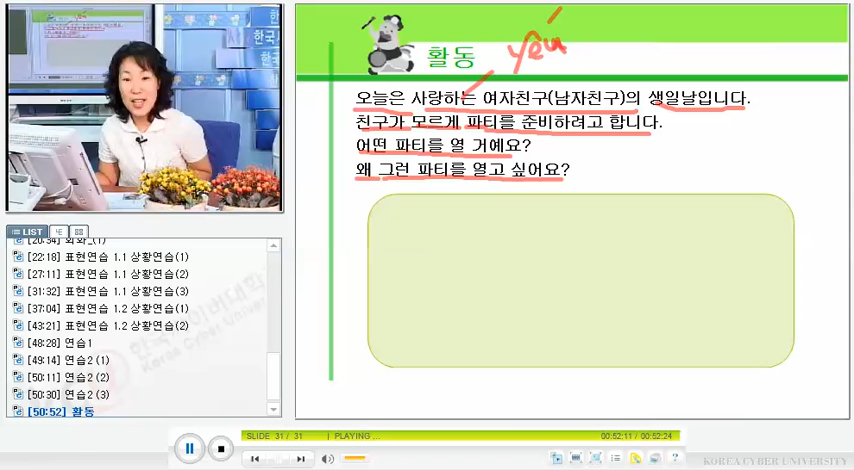 활동
yêu
오늘은 사랑하는 여자친구(남자친구)의 생일날입니다.
친구가 모르게 파티를 준비하려고 합니다.
어떤 파티를 열 거예요?
왜 그런 파티를 열고 싶어요?
LIST
[20:34] 회화_(1)
[22:18] 표현연습 1.1 상황연습(1)
[27:11] 표현연습 1.1 상황연습(2)
[31:32] 표현연습 1.1 상황연습(3)
[37:04] 표현연습 1.2 상황연습(1)
[43:21] 표현연습 1.2 상황연습(2)
[48:28] 연습1
[49:14] 연습2 (1)
[50:11] 연습2 (2)
[50:30] 연습2 (3)
[50:52] 활동
SLIDE 31 / 31 | PLAYING ...
00:52:11 / 00:52:24
KOREA CYBER UNIVERSITY